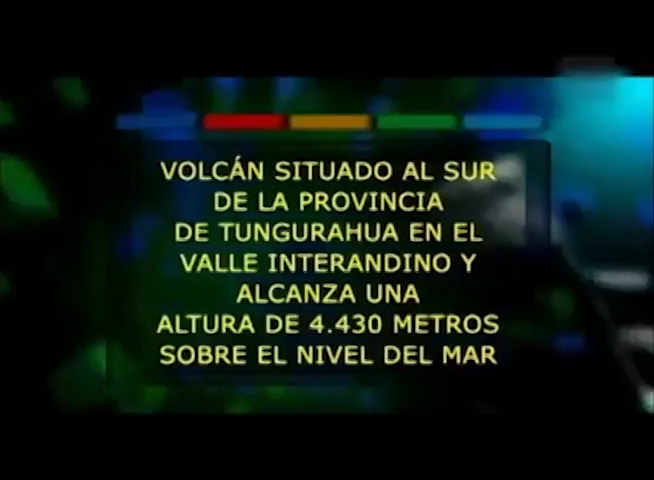 VOLCÁN SITUADO AL SUR
DE LA PROVINCIA
DE TUNGURAHUA EN EL
VALLE INTERANDINO Y
ALCANZA UNA
ALTURA DE 4.430 METROS
SOBRE EL NIVEL DEL MAR